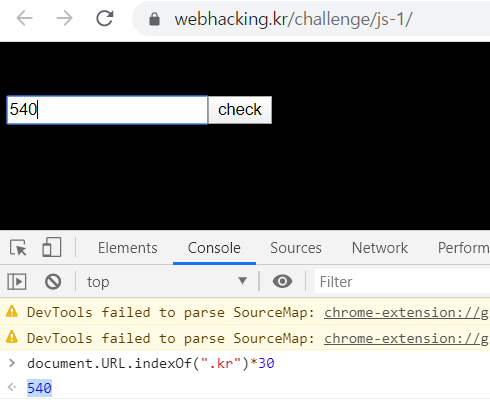 webhacking.kr/challenge/js-1/
540 check
Elements Console Sources Network Perform
top Filter
DevTools failed to parse SourceMap: chrome-extension://g
DevTools failed to parse SourceMap: chrome-extension://g
> document.URL.indexOf(".kr")*30
540